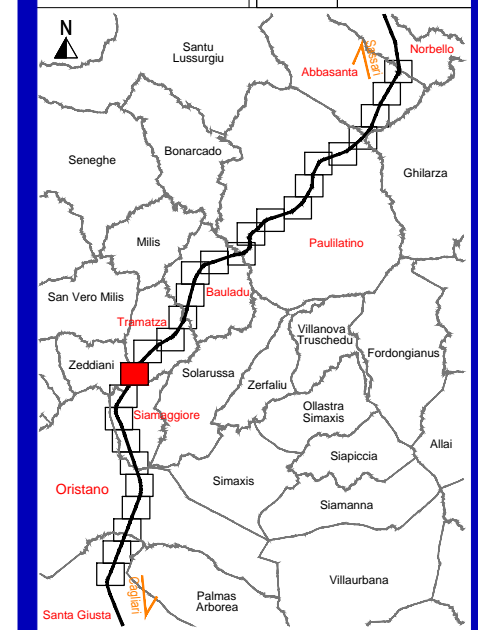 N
Santu
Lussurgiu
Norbello
Sassari
Abbasanta
Bonarcado
Seneghe
Ghilarza
Milis
Paulilatino
San Vero Milis
Bauladu
Tramatza
Villanova
Truschedu
Fordongianus
Zeddiani
Solarussa
Zerfaliu
Siamaggiore
Ollastra
Simaxis
Allai
Siapiccia
Simaxis
Oristano
Siamanna
Villaurbana
Cagliari
Palmas
Arborea
Santa Giusta